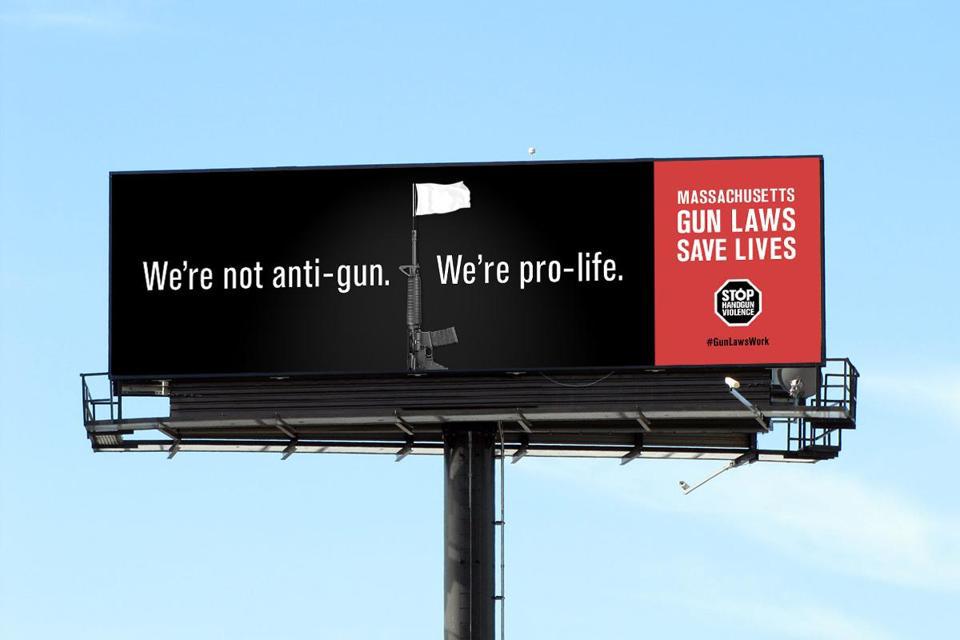 We're not anti-gun. We're pro-life.
MASSACHUSETTS
GUN LAWS
SAVE LIVES
STOP
HANDGUN
VIOLENCE
#GunLawsWork